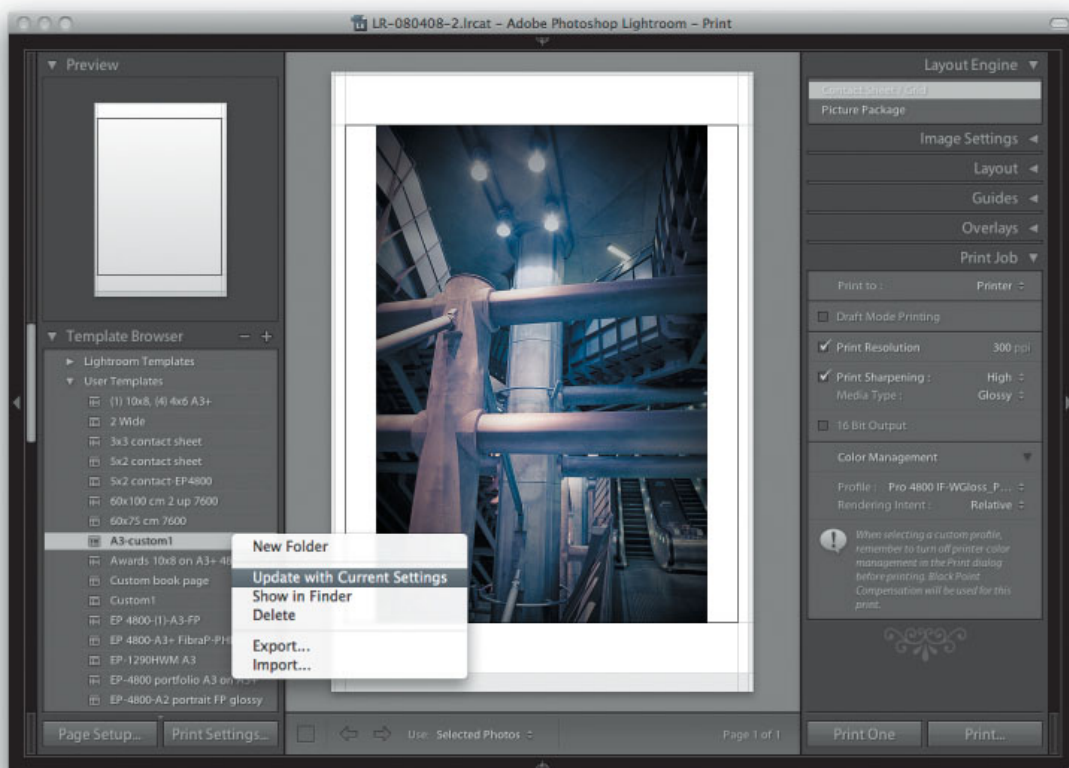 LR-080408-2.lrcat – Adobe Photoshop Lightroom – Print
Preview
Template Browser
Lightroom Templates
User Templates
(1) 10x8, (4) 4x6 A3+
2 Wide
3x3 contact sheet
5x2 contact sheet
5x2 contact-EP4800
60x100 cm 2 up 7600
60x75 cm 7600
A3-custom1
Awards 10x8 on A3+ 48
Custom book page
Custom1
EP 4800-(1)-A3-FP
EP 4800-A3+ FibraP-PH
EP-1290HWM A3
EP-4800 portfolio A3 on A3+
EP-4800-A2 portrait FP glossy
New Folder
Update with Current Settings
Show in Finder
Delete
Export...
Import...
Page Setup...
Print Settings...
Use: Selected Photos
Page 1 of 1
Layout Engine
Contact Sheet / Grid
Picture Package
Image Settings
Layout
Guides
Overlays
Print Job
Print to : Printer
Draft Mode Printing
Print Resolution 300 ppi
Print Sharpening : High
Media Type : Glossy
16 Bit Output
Color Management
Profile : Pro 4800 IF-WGloss_P...
Rendering Intent : Relative
When selecting a custom profile,
remember to turn off printer color
management in the Print dialog
before printing. Black Point
Compensation will be used for this
print.
Print One
Print...